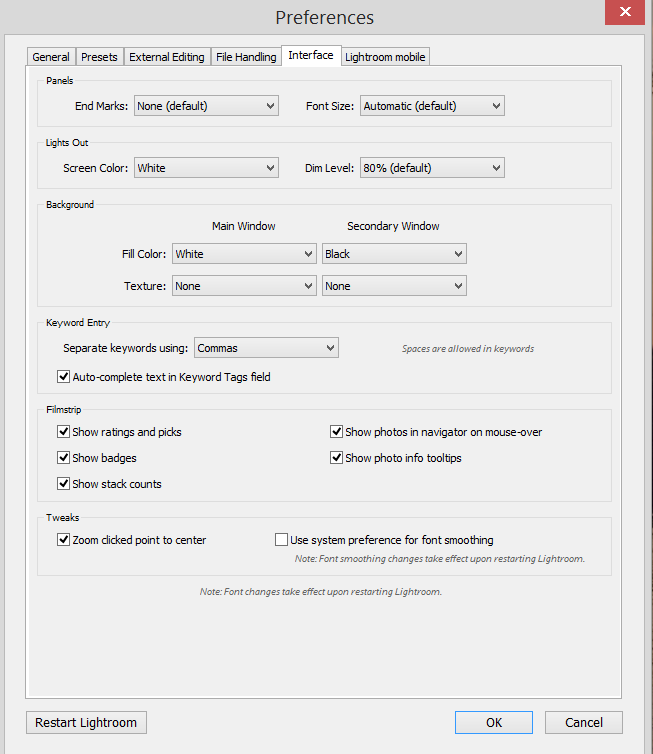 Preferences
General Presets External Editing File Handling Interface Lightroom mobile
Panels
End Marks: None (default) Font Size: Automatic (default)
Lights Out
Screen Color: White Dim Level: 80% (default)
Background
Main Window Secondary Window
Fill Color: White Black
Texture: None None
Keyword Entry
Separate keywords using: Commas Spaces are allowed in keywords
Auto-complete text in Keyword Tags field
Filmstrip
Show ratings and picks Show photos in navigator on mouse-over
Show badges Show photo info tooltips
Show stack counts
Tweaks
Zoom clicked point to center Use system preference for font smoothing
Note: Font smoothing changes take effect upon restarting Lightroom.
Note: Font changes take effect upon restarting Lightroom.
Restart Lightroom OK Cancel